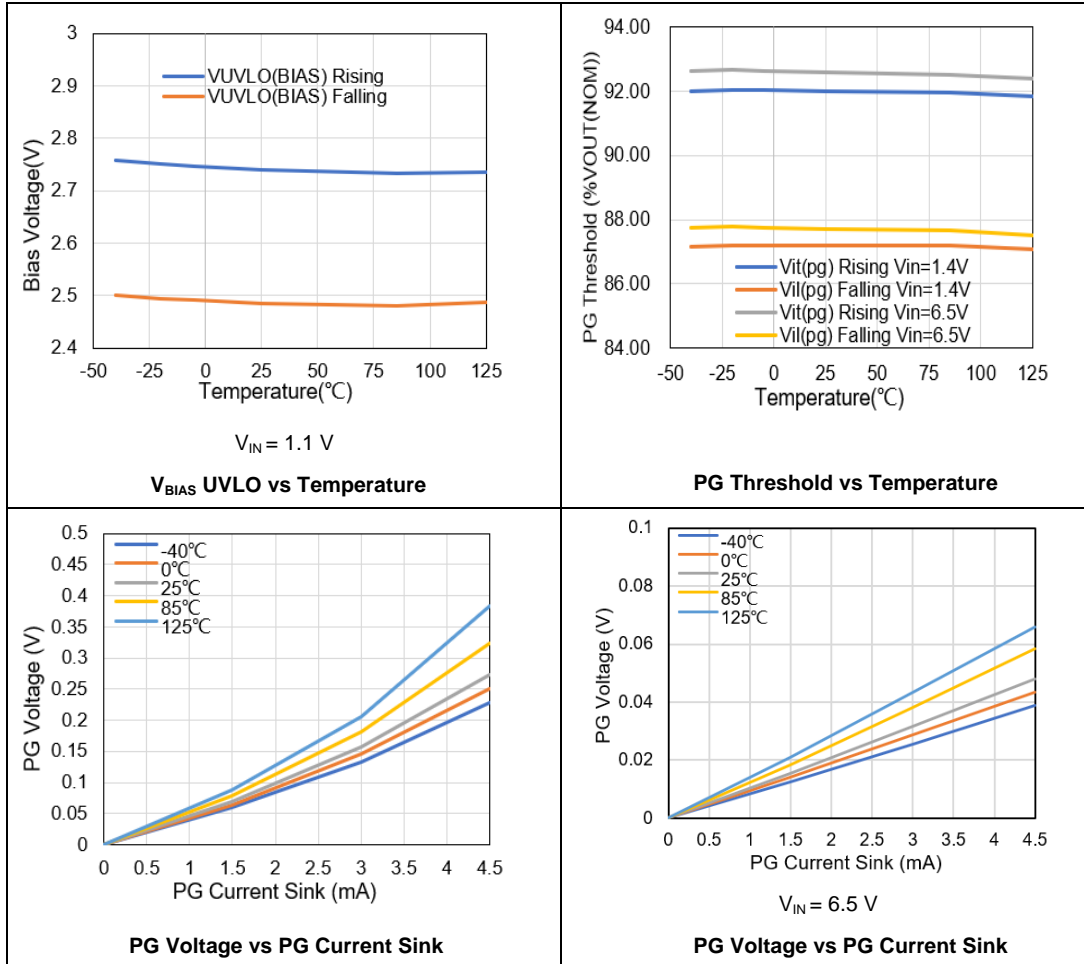 3
2.9
2.8
2.7
2.6
2.5
2.4
Bias Voltage(V)
VUVLO(BIAS) Rising
VUVLO(BIAS) Falling
-50 -25 0 25 50 75 100 125
Temperature(℃)
VIN = 1.1 V
VBIAS UVLO vs Temperature
94.00
92.00
90.00
88.00
86.00
84.00
PG Threshold (%VOUT(NOM))
Vit(pg) Rising Vin=1.4V
Vil(pg) Falling Vin=1.4V
Vit(pg) Rising Vin=6.5V
Vil(pg) Falling Vin=6.5V
-50 -25 0 25 50 75 100 125
Temperature(℃)
PG Threshold vs Temperature
0.5
0.45
0.4
0.35
0.3
0.25
0.2
0.15
0.1
0.05
0
PG Voltage (V)
-40℃
0℃
25℃
85℃
125℃
0 0.5 1 1.5 2 2.5 3 3.5 4 4.5
PG Current Sink (mA)
PG Voltage vs PG Current Sink
0.1
0.08
0.06
0.04
0.02
0
PG Voltage (V)
-40℃
0℃
25℃
85℃
125℃
0 0.5 1 1.5 2 2.5 3 3.5 4 4.5
PG Current Sink (mA)
VIN = 6.5 V
PG Voltage vs PG Current Sink